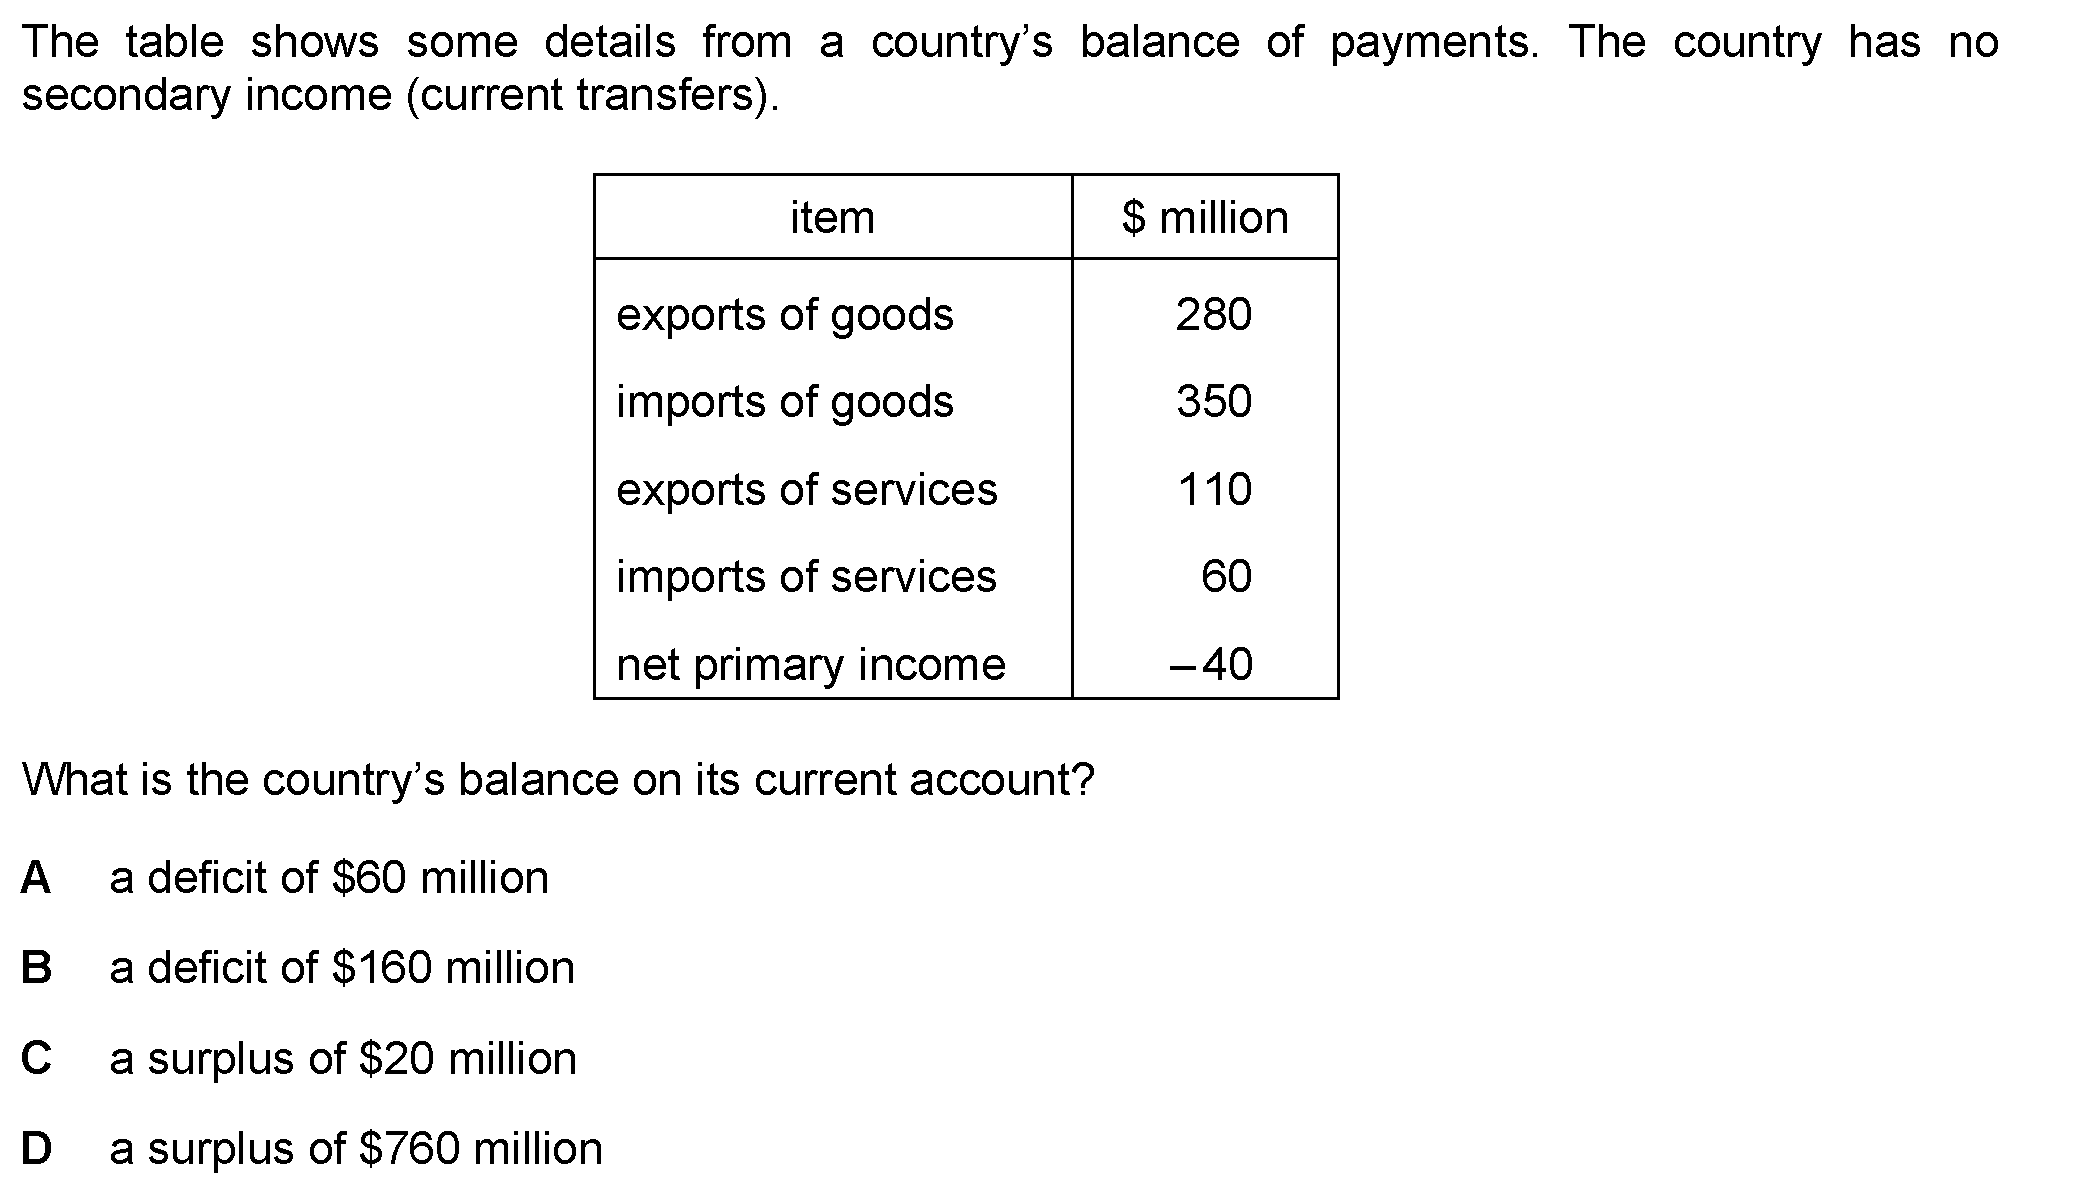 The table shows some details from a country’s balance of payments. The country has no
secondary income (current transfers).
item $ million
exports of goods 280
imports of goods 350
exports of services 110
imports of services 60
net primary income –40
What is the country’s balance on its current account?
A a deficit of $60 million
B a deficit of $160 million
C a surplus of $20 million
D a surplus of $760 million